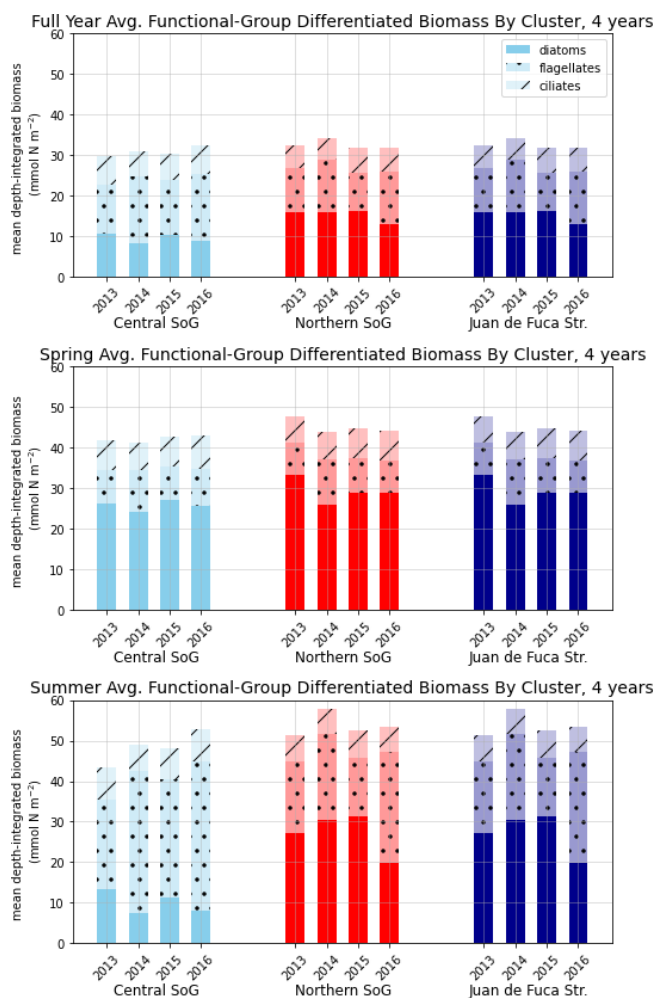 Full Year Avg. Functional-Group Differentiated Biomass By Cluster, 4 years
mean depth-integrated biomass
(mmol N m⁻²)
60
50
40
30
20
10
0
diatoms
flagellates
ciliates
2013 2014 2015 2016 2013 2014 2015 2016 2013 2014 2015 2016
Central SoG Northern SoG Juan de Fuca Str.
Spring Avg. Functional-Group Differentiated Biomass By Cluster, 4 years
mean depth-integrated biomass
(mmol N m⁻²)
60
50
40
30
20
10
0
2013 2014 2015 2016 2013 2014 2015 2016 2013 2014 2015 2016
Central SoG Northern SoG Juan de Fuca Str.
Summer Avg. Functional-Group Differentiated Biomass By Cluster, 4 years
mean depth-integrated biomass
(mmol N m⁻²)
60
50
40
30
20
10
0
2013 2014 2015 2016 2013 2014 2015 2016 2013 2014 2015 2016
Central SoG Northern SoG Juan de Fuca Str.